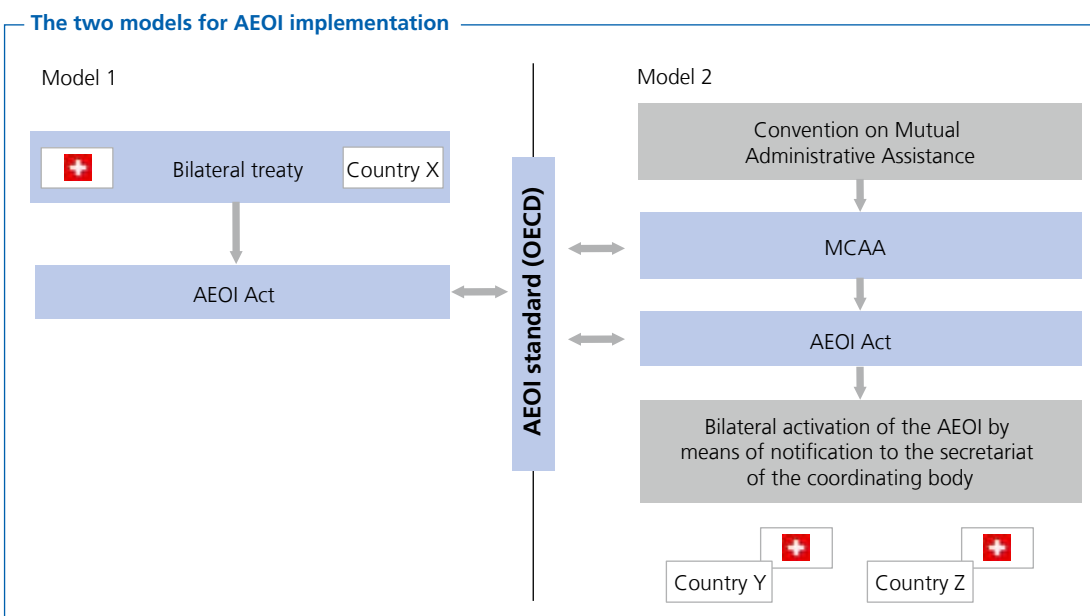 The two models for AEOI implementation
Model 1
Bilateral treaty
Country X
AEOI Act
AEOI standard (OECD)
Model 2
Convention on Mutual
Administrative Assistance
MCAA
AEOI Act
Bilateral activation of the AEOI by
means of notification to the secretariat
of the coordinating body
Country Y
Country Z